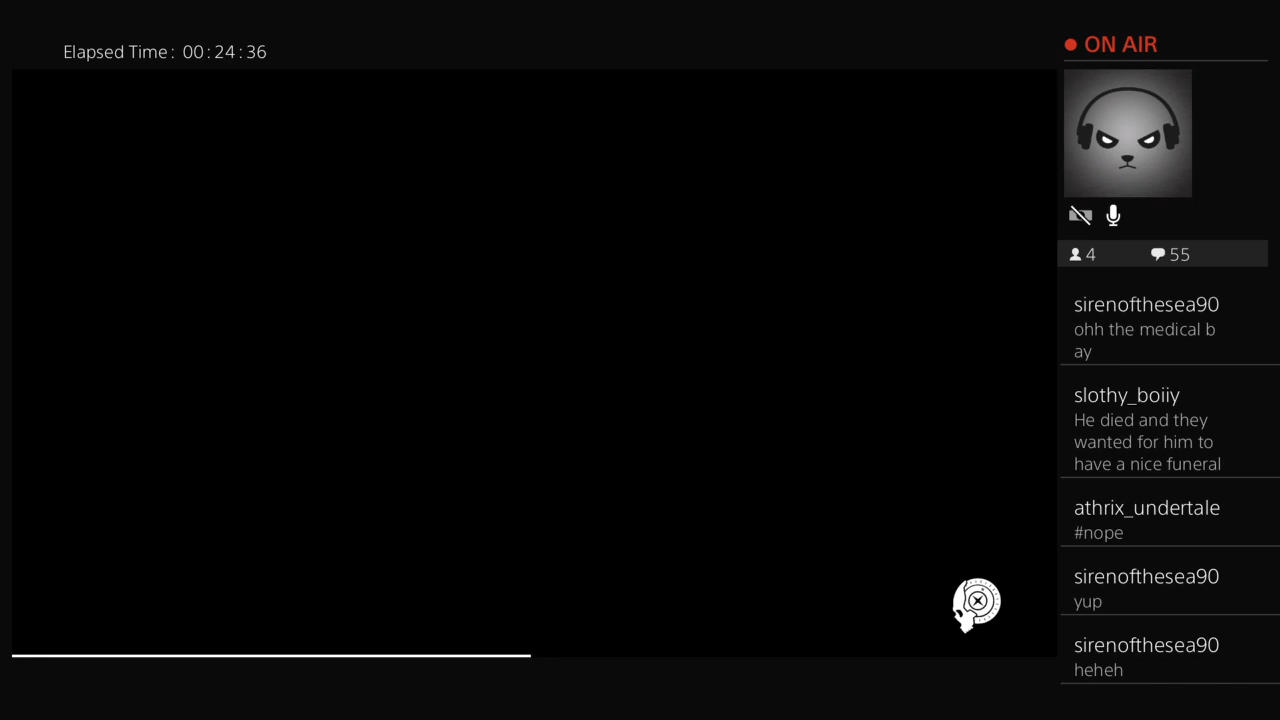 Elapsed Time: 00:24:36
ON AIR
4 55
sirenofthesea90
ohh the medical b
ay
slothy_boiiy
He died and they
wanted for him to
have a nice funeral
athrix_undertale
#nope
sirenofthesea90
yup
sirenofthesea90
heheh